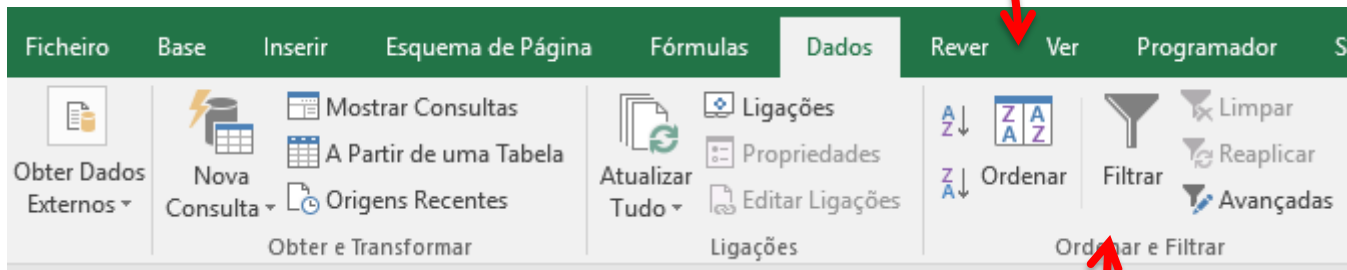 Ficheiro Base Inserir Esquema de Página Fórmulas Dados Rever Ver Programador S
Obter Dados
Externos
Nova
Consulta
Mostrar Consultas
A Partir de uma Tabela
Origens Recentes
Obter e Transformar
Atualizar
Tudo
Ligações
Propriedades
Editar Ligações
Ligações
A
Z
Z
A
Z A
A Z
Ordenar
Filtrar
Limpar
Reaplicar
Avançadas
Ordenar e Filtrar